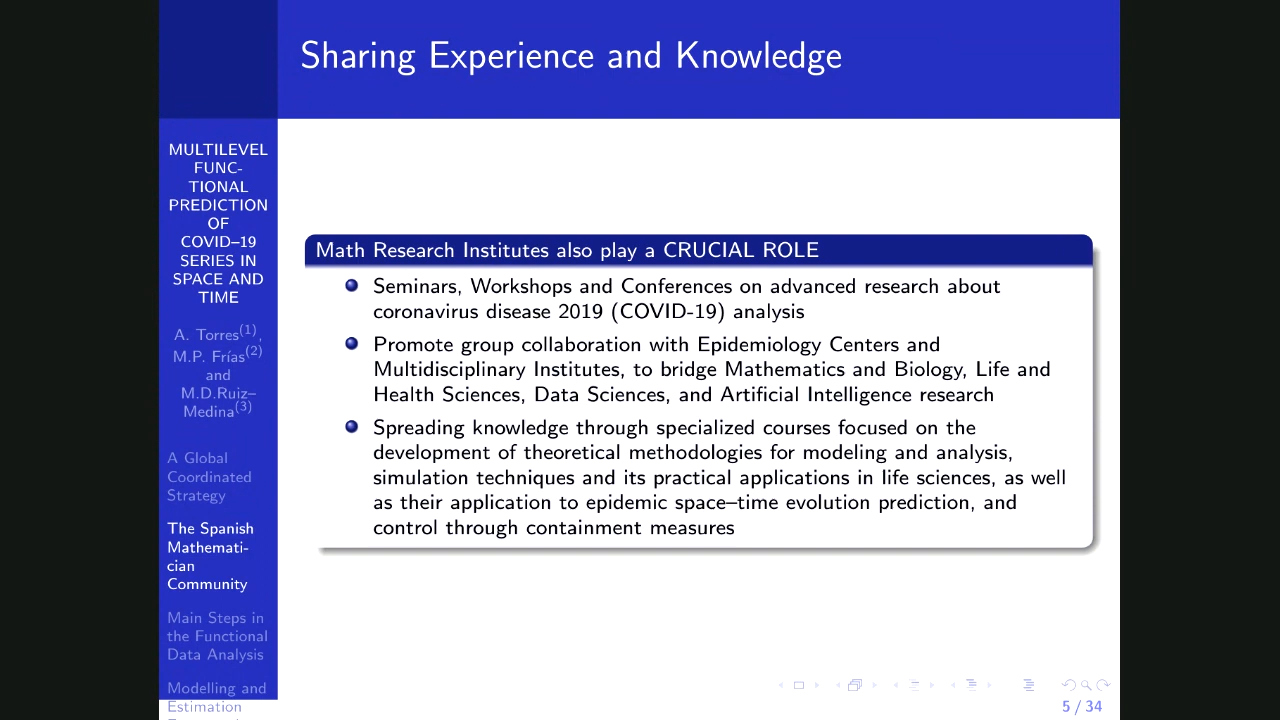 Sharing Experience and Knowledge
MULTILEVEL
FUNC-
TIONAL
PREDICTION
OF
COVID–19
SERIES IN
SPACE AND
TIME
A. Torres(1),
M.P. Frías(2)
and
M.D.Ruiz–
Medina(3)
A Global
Coordinated
Strategy
The Spanish
Mathemati-
cian
Community
Main Steps in
the Functional
Data Analysis
Modelling and
Estimation
Math Research Institutes also play a CRUCIAL ROLE
Seminars, Workshops and Conferences on advanced research about
coronavirus disease 2019 (COVID-19) analysis
Promote group collaboration with Epidemiology Centers and
Multidisciplinary Institutes, to bridge Mathematics and Biology, Life and
Health Sciences, Data Sciences, and Artificial Intelligence research
Spreading knowledge through specialized courses focused on the
development of theoretical methodologies for modeling and analysis,
simulation techniques and its practical applications in life sciences, as well
as their application to epidemic space–time evolution prediction, and
control through containment measures
5 / 34